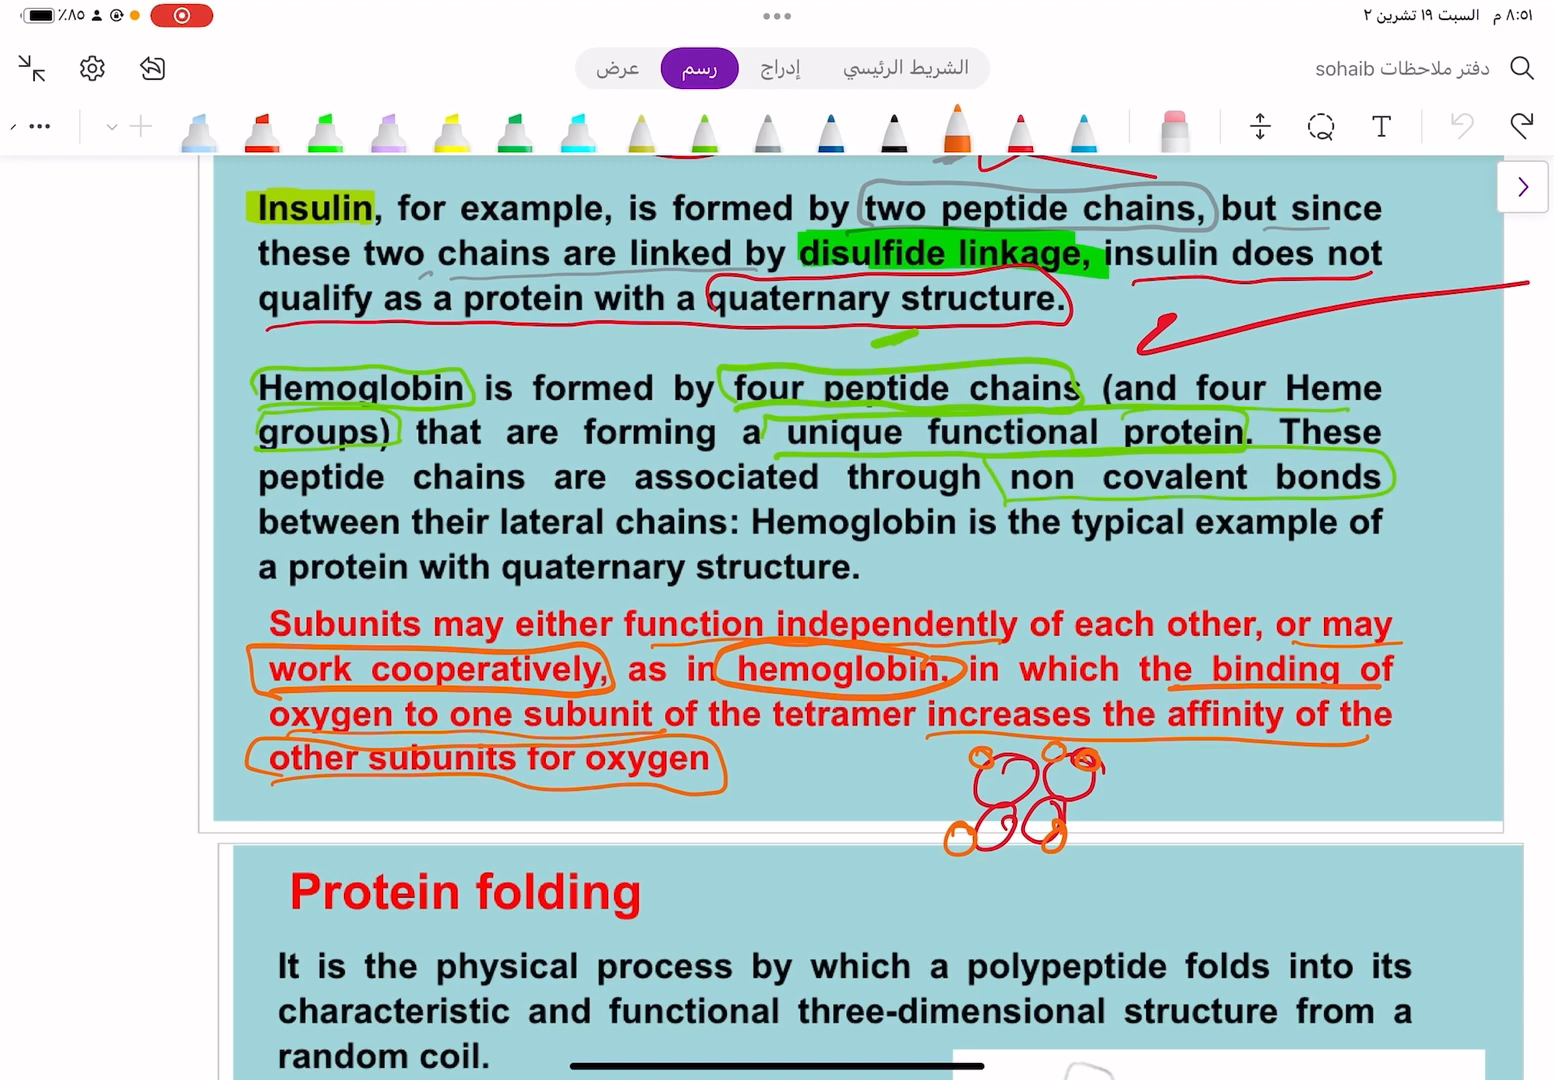 ٪٨٥
السبت ١٩ تشرين ٢ ٨:٥١ م
عرض رسم إدراج الشريط الرئيسي
دفتر ملاحظات sohaib
T
Insulin, for example, is formed by two peptide chains, but since
these two chains are linked by disulfide linkage, insulin does not
qualify as a protein with a quaternary structure.
Hemoglobin is formed by four peptide chains (and four Heme
groups) that are forming a unique functional protein. These
peptide chains are associated through non covalent bonds
between their lateral chains: Hemoglobin is the typical example of
a protein with quaternary structure.
Subunits may either function independently of each other, or may
work cooperatively, as in hemoglobin, in which the binding of
oxygen to one subunit of the tetramer increases the affinity of the
other subunits for oxygen
Protein folding
It is the physical process by which a polypeptide folds into its
characteristic and functional three-dimensional structure from a
random coil.